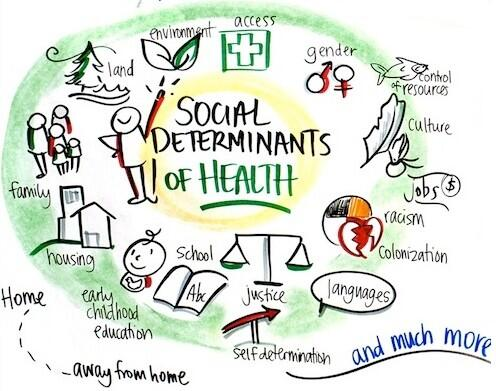 environment
access
gender
land
control
of resources
SOCIAL
DETERMINANTS
OF HEALTH
Culture
Jobs $
family
racism
colonization
housing
School
Abc
justice
languages
early
childhood
education
Home
self determination
and much more
away from home